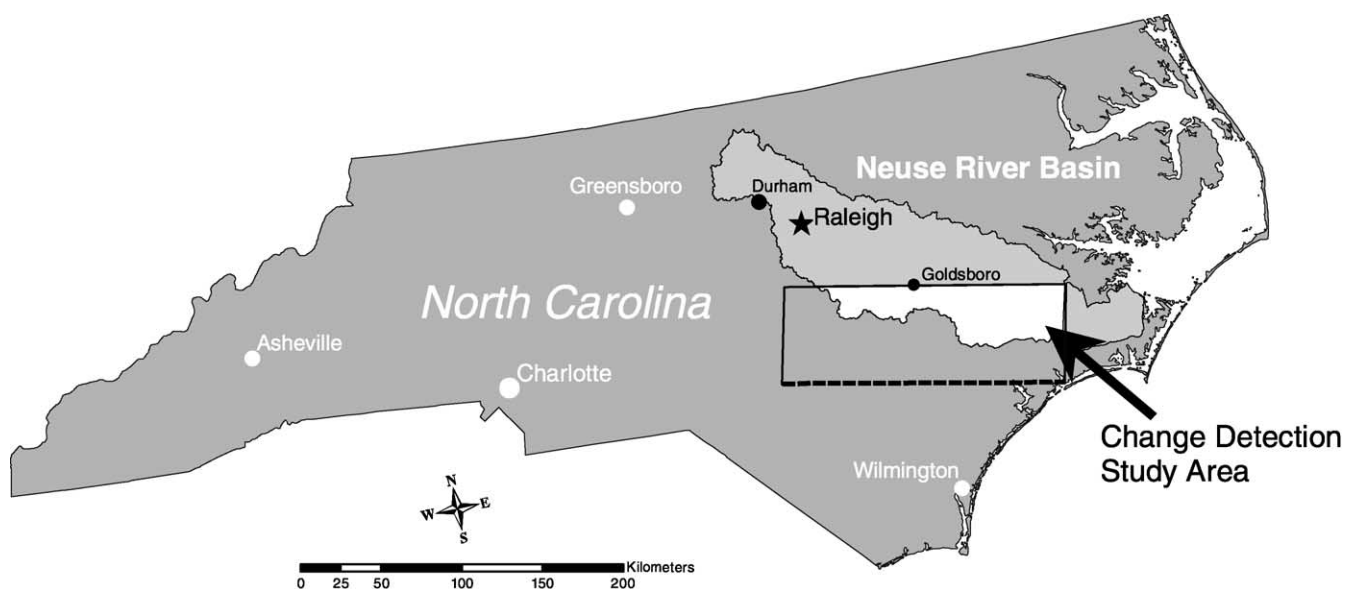 Neuse River Basin
Greensboro
Durham
Raleigh
Goldsboro
North Carolina
Asheville
Charlotte
Change Detection
Study Area
Wilmington
N
W E
S
Kilometers
0 25 50 100 150 200